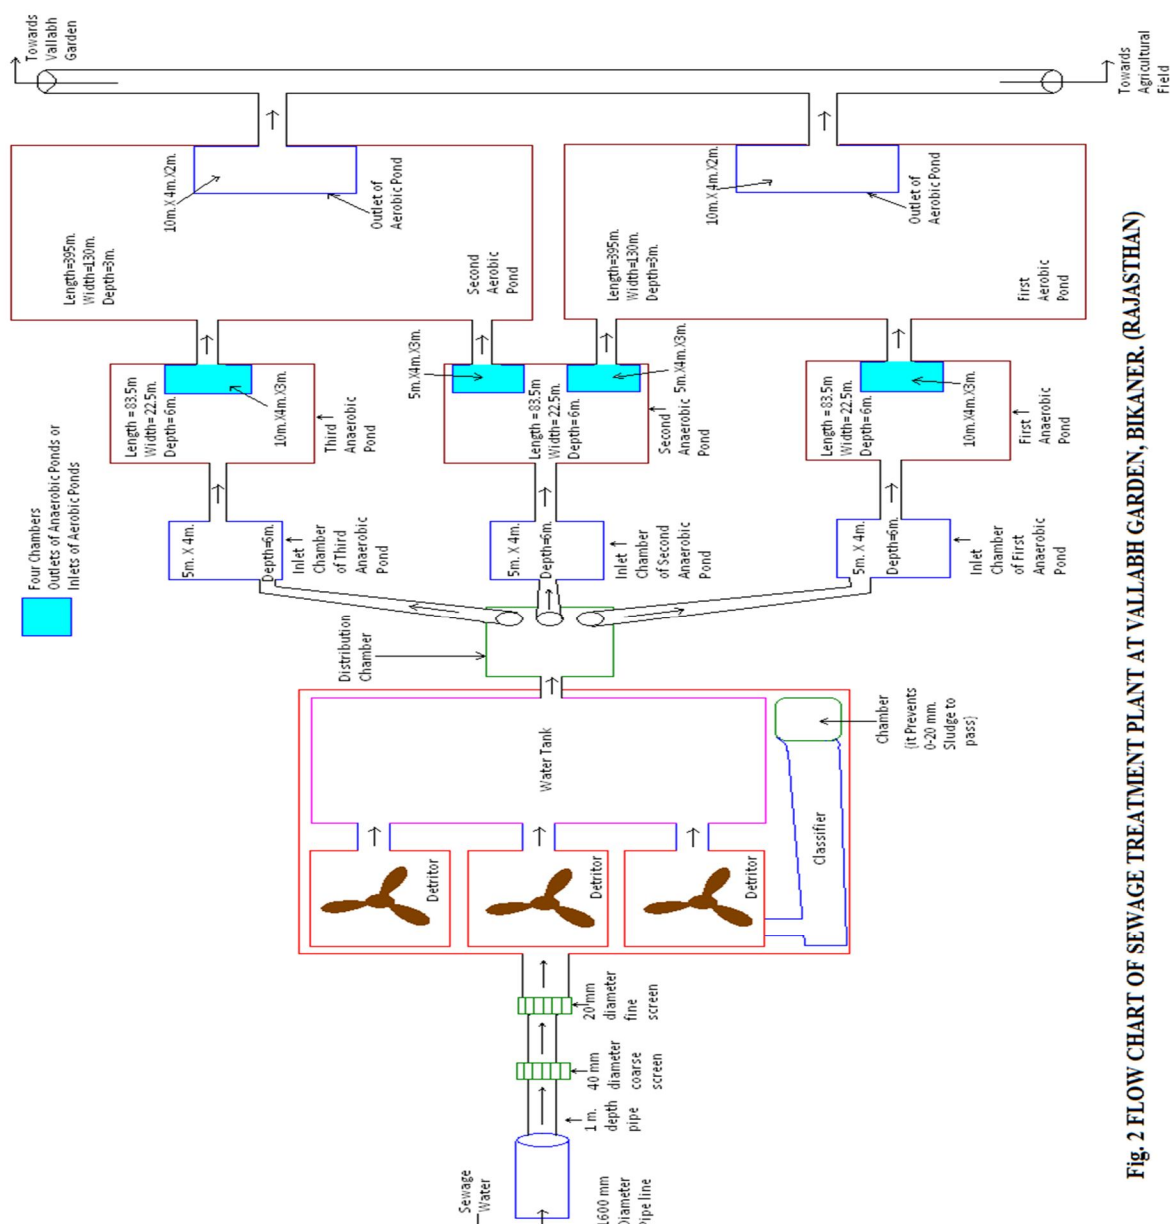 Sewage
Water
1600 mm
Diameter
Pipe line
1 m.
depth
pipe
40 mm
diameter
coarse
screen
20 mm
diameter
fine
screen
Detritor
Detritor
Detritor
Classifier
Chamber
(it Prevents
0-20 mm.
Sludge to
pass)
Water Tank
Distribution
Chamber
Four Chambers
Outlets of Anaerobic Ponds or
Inlets of Aerobic Ponds
5m. X 4m.
Depth=6m.
Inlet
Chamber
of Third
Anaerobic
Pond
5m. X 4m.
Depth=6m.
Inlet
Chamber
of Second
Anaerobic
Pond
5m. X 4m.
Depth=6m.
Inlet
Chamber
of First
Anaerobic
Pond
Length = 83.5m
Width= 22.5m.
Depth=6m.
10m.X4m.X3m.
Third
Anaerobic
Pond
5m.X4m.X3m.
Length = 83.5m
Width= 22.5m.
Depth=6m.
5m.X4m.X3m.
Second
Anaerobic
Pond
Length = 83.5m
Width= 22.5m.
Depth=6m.
10m.X4m.X3m.
First
Anaerobic
Pond
Length=395m.
Width=130m.
Depth=3m.
Second
Aerobic
Pond
10m.X 4m.X2m.
Outlet of
Aerobic Pond
Length=395m.
Width=130m.
Depth=3m.
First
Aerobic
Pond
10m.X 4m.X2m.
Outlet of
Aerobic Pond
Towards
Vallabh
Garden
Towards
Agricultural
Field
Fig. 2 FLOW CHART OF SEWAGE TREATMENT PLANT AT VALLABH GARDEN, BIKANER. (RAJASTHAN)